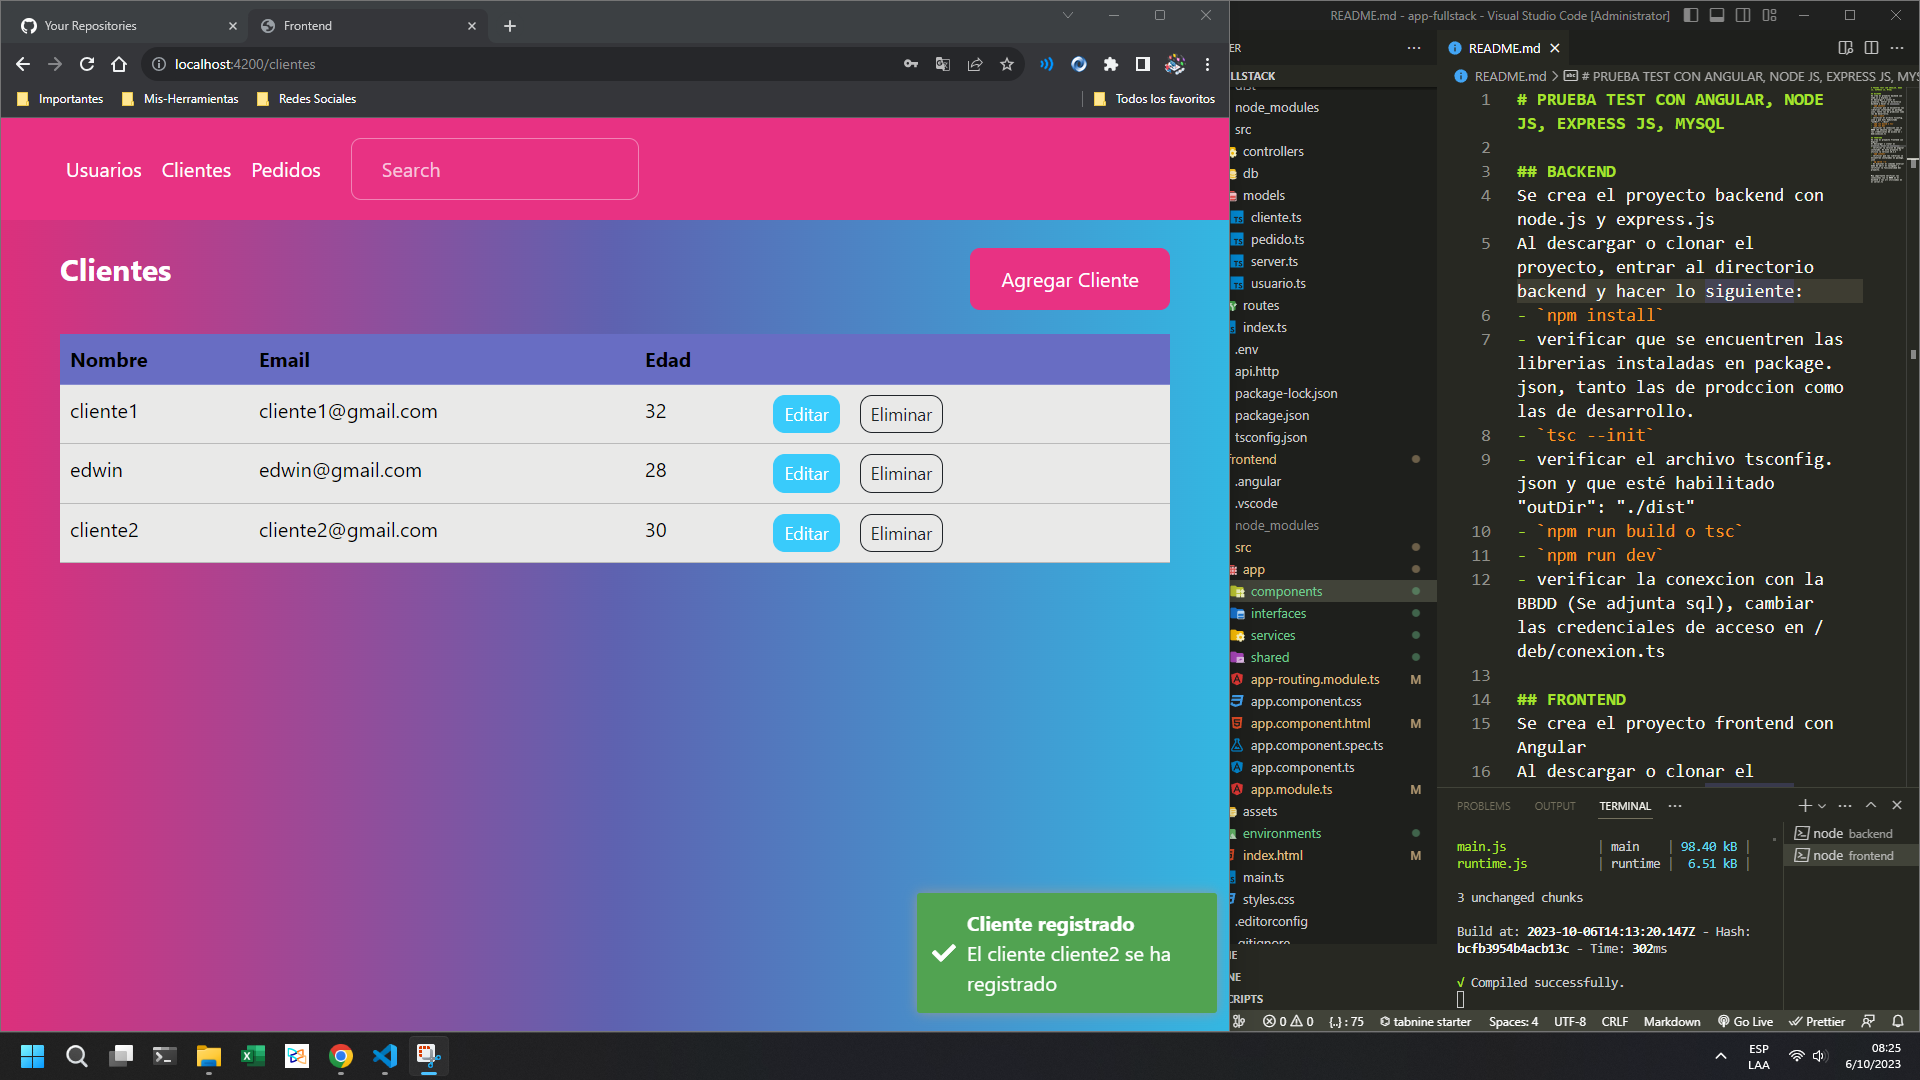 Your Repositories
Frontend
localhost:4200/clientes
Importantes
Mis-Herramientas
Redes Sociales
Todos los favoritos
Usuarios
Clientes
Pedidos
Search
Clientes
Agregar Cliente
Nombre Email Edad
cliente1 cliente1@gmail.com 32 Editar Eliminar
edwin edwin@gmail.com 28 Editar Eliminar
cliente2 cliente2@gmail.com 30 Editar Eliminar
Cliente registrado
El cliente cliente2 se ha
registrado
README.md - app-fullstack - Visual Studio Code [Administrator]
ER
LLSTACK
dist
node_modules
src
controllers
db
models
cliente.ts
pedido.ts
server.ts
usuario.ts
routes
index.ts
.env
api.http
package-lock.json
package.json
tsconfig.json
rontend
.angular
.vscode
node_modules
src
app
components
interfaces
services
shared
app-routing.module.ts M
app.component.css
app.component.html M
app.component.spec.ts
app.component.ts
app.module.ts M
assets
environments
index.html M
main.ts
styles.css
.editorconfig
.gitignore
NE
CRIPTS
README.md
README.md > # PRUEBA TEST CON ANGULAR, NODE JS, EXPRESS JS, MYS
1 # PRUEBA TEST CON ANGULAR, NODE
JS, EXPRESS JS, MYSQL
2
3 ## BACKEND
4 Se crea el proyecto backend con
node.js y express.js
5 Al descargar o clonar el
proyecto, entrar al directorio
backend y hacer lo siguiente:
6 - `npm install`
7 - verificar que se encuentren las
librerias instaladas en package.
json, tanto las de prodccion como
las de desarrollo.
8 - `tsc --init`
9 - verificar el archivo tsconfig.
json y que esté habilitado
"outDir": "./dist"
10 - `npm run build o tsc`
11 - `npm run dev`
12 - verificar la conexcion con la
BBDD (Se adjunta sql), cambiar
las credenciales de acceso en /
deb/conexion.ts
13
14 ## FRONTEND
15 Se crea el proyecto frontend con
Angular
16 Al descargar o clonar el
PROBLEMS OUTPUT TERMINAL
main.js | main | 98.40 kB |
runtime.js | runtime | 6.51 kB |
3 unchanged chunks
Build at: 2023-10-06T14:13:20.147Z - Hash:
bcfb3954b4acb13c - Time: 302ms
√ Compiled successfully.
node backend
node frontend
0 0 {..} : 75 tabnine starter Spaces: 4 UTF-8 CRLF Markdown Go Live Prettier
ESP
LAA
08:25
6/10/2023